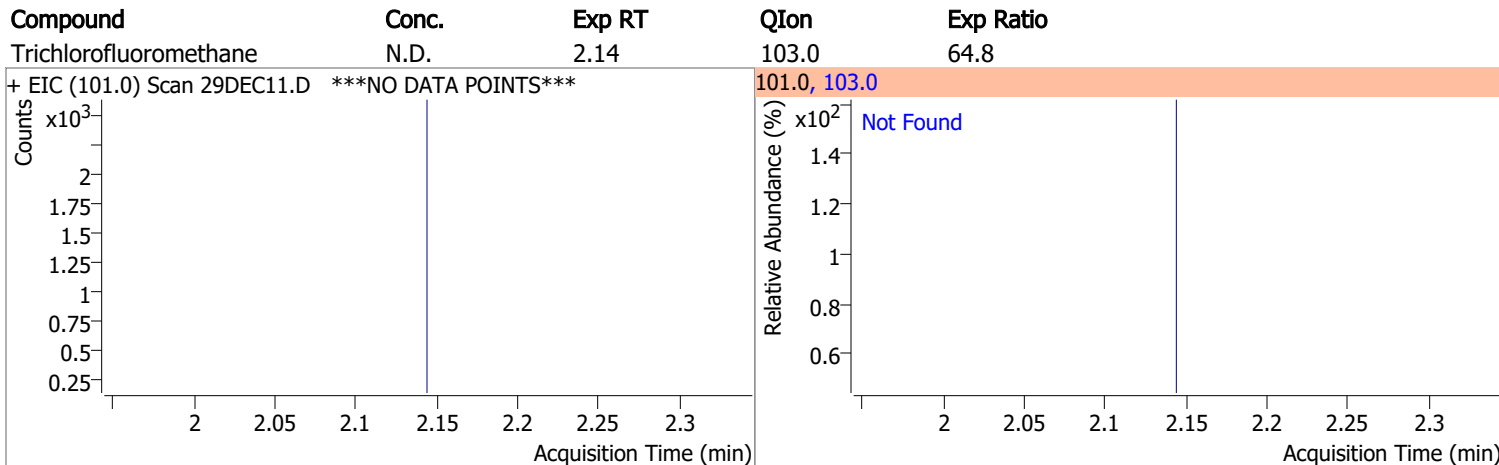 Compound Conc. Exp RT QIon Exp Ratio
Trichlorofluoromethane N.D. 2.14 103.0 64.8
+ EIC (101.0) Scan 29DEC11.D ***NO DATA POINTS***
Counts
x10³
2
1.75
1.5
1.25
1
0.75
0.5
0.25
2 2.05 2.1 2.15 2.2 2.25 2.3
Acquisition Time (min)
101.0, 103.0
Relative Abundance (%)
x10²
Not Found
1.4
1.2
1
0.8
0.6
2 2.05 2.1 2.15 2.2 2.25 2.3
Acquisition Time (min)